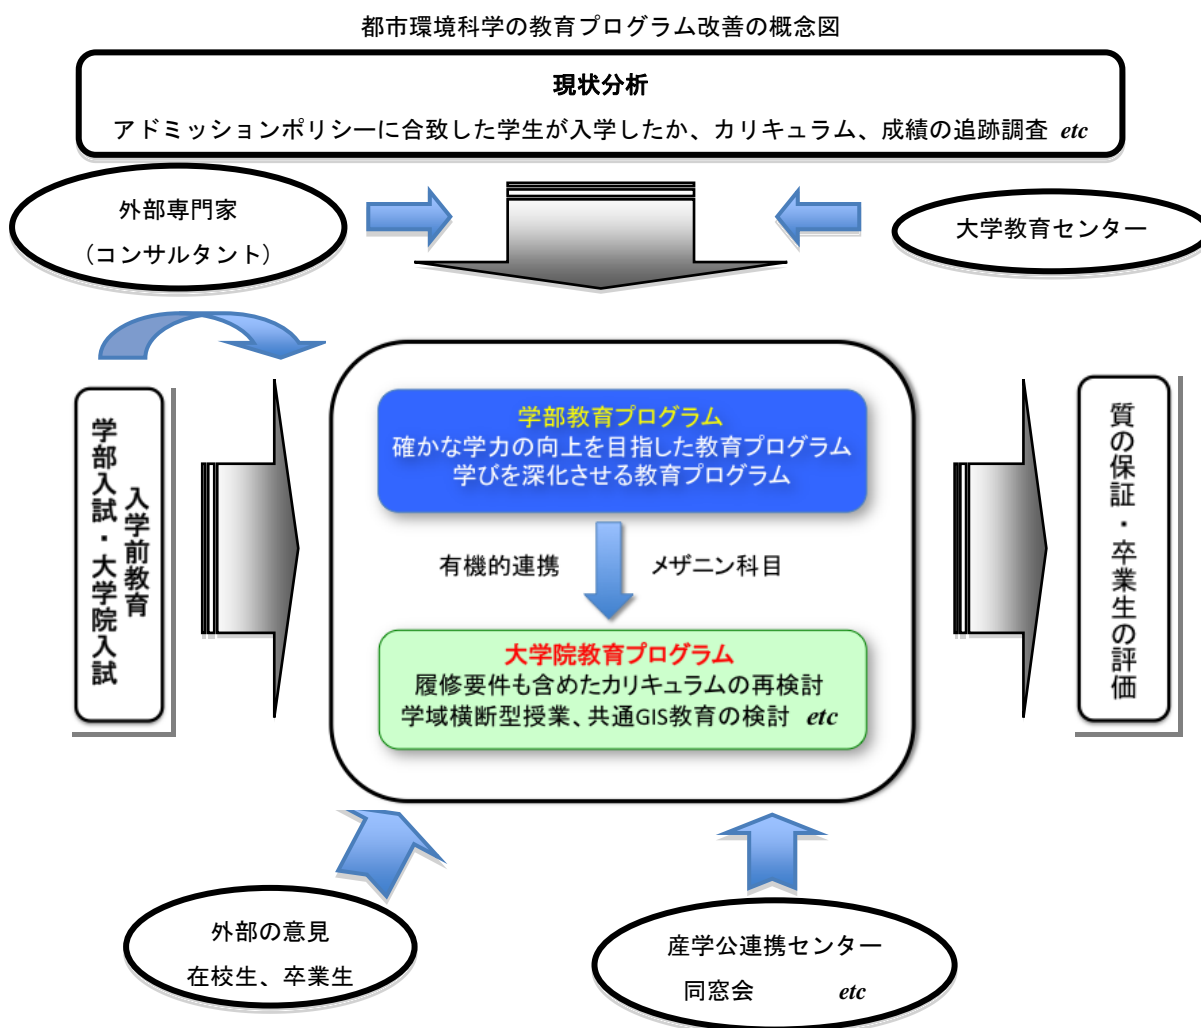 都市環境科学の教育プログラム改善の概念図
現状分析
アドミッションポリシーに合致した学生が入学したか、カリキュラム、成績の追跡調査 etc
外部専門家
（コンサルタント）
大学教育センター
入学前教育
学部入試・大学院入試
学部教育プログラム
確かな学力の向上を目指した教育プログラム
学びを深化させる教育プログラム
有機的連携
メザニン科目
大学院教育プログラム
履修要件も含めたカリキュラムの再検討
学域横断型授業、共通GIS教育の検討 etc
質の保証・卒業生の評価
外部の意見
在校生、卒業生
産学公連携センター
同窓会 etc